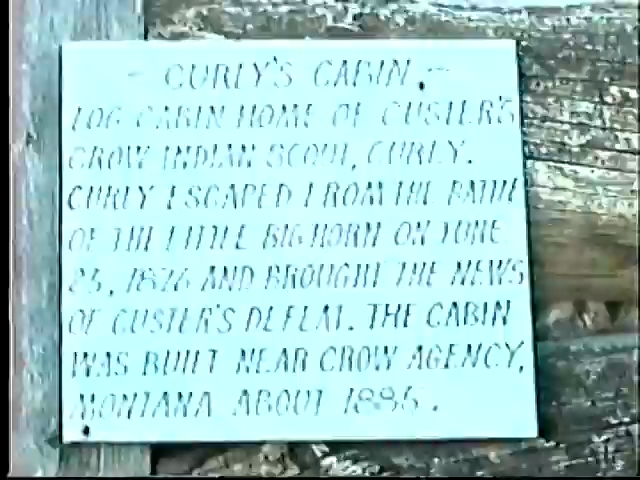 - CURLY'S CABIN -
LOG CABIN HOME OF CUSTER'S
CROW INDIAN SCOUT, CURLY.
CURLY ESCAPED FROM THE BATTLE
OF THE LITTLE BIG HORN ON JUNE
25, 1876 AND BROUGHT THE NEWS
OF CUSTER'S DEFEAT. THE CABIN
WAS BUILT NEAR CROW AGENCY,
MONTANA ABOUT 1885.